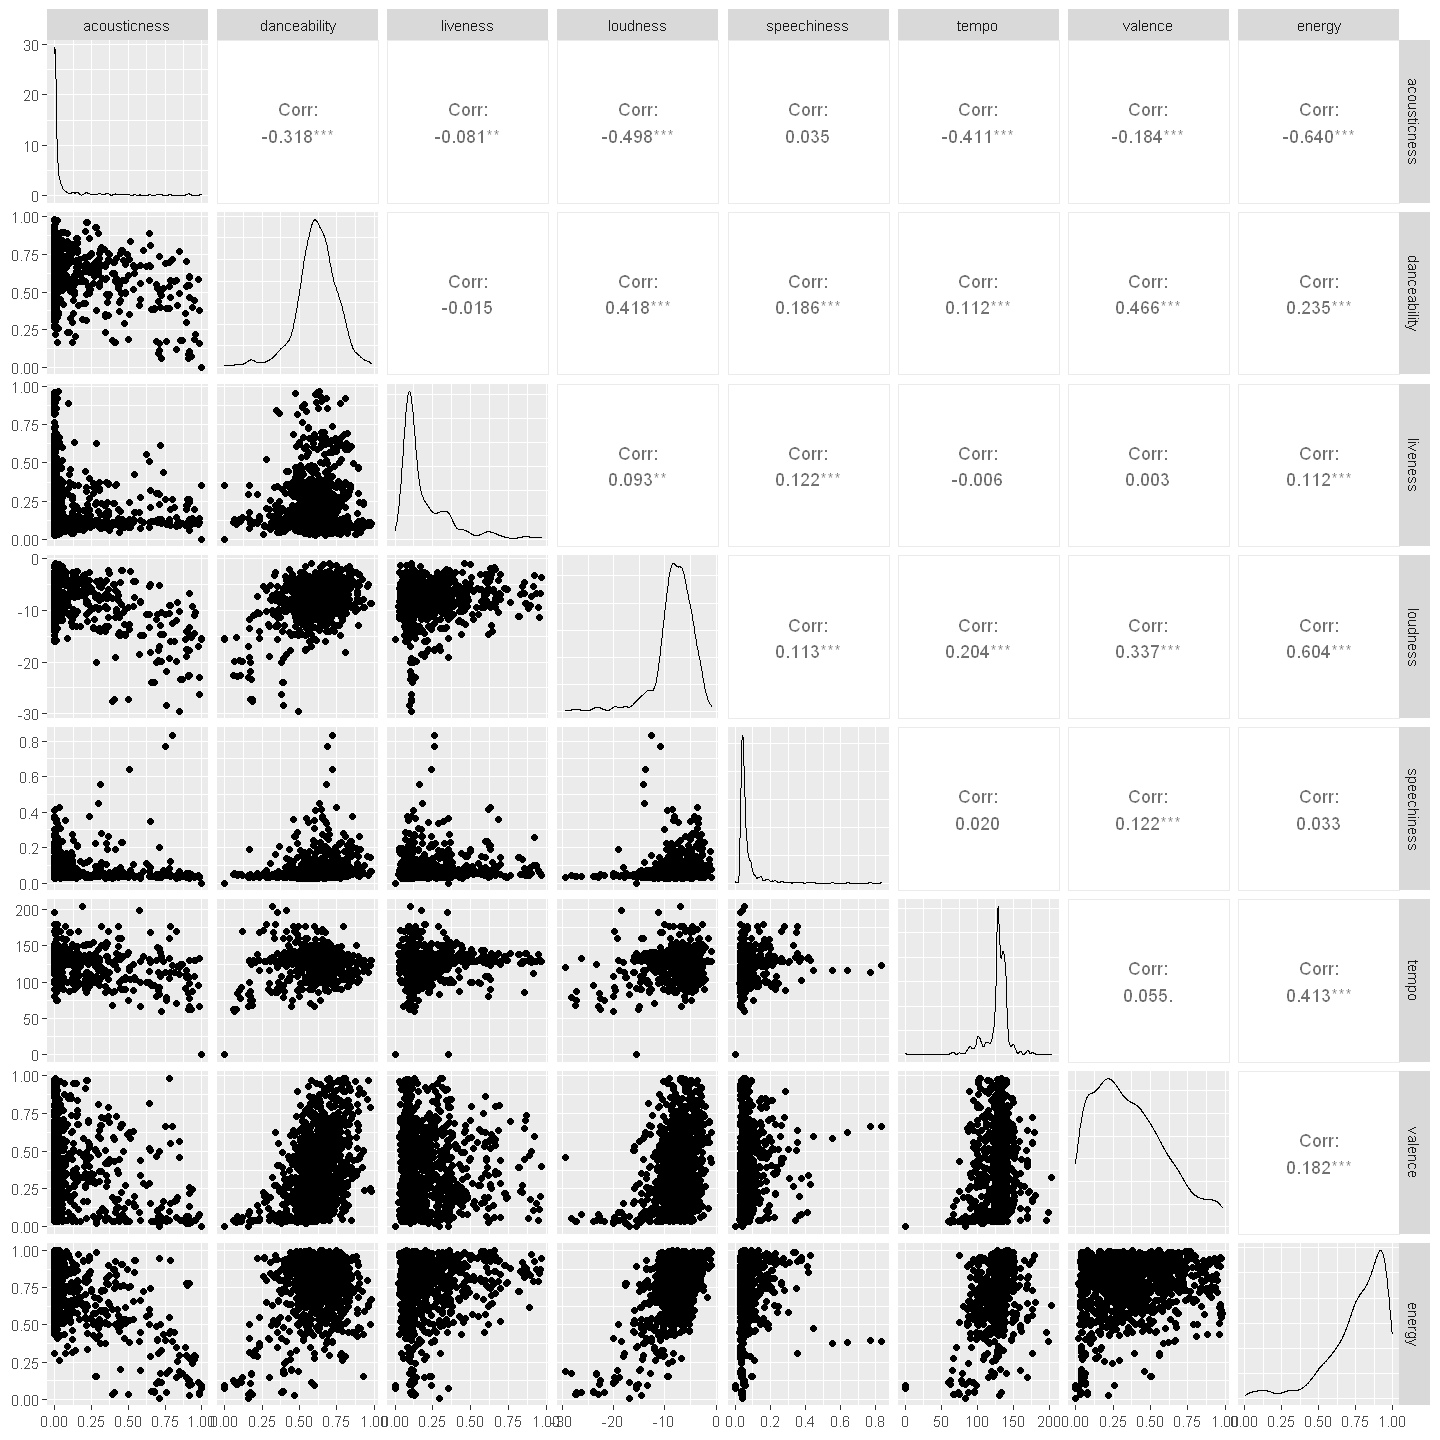 acousticness danceability liveness loudness speechiness tempo valence energy
30
20
10
0
Corr:
-0.318***
Corr:
-0.081**
Corr:
-0.498***
Corr:
0.035
Corr:
-0.411***
Corr:
-0.184***
Corr:
-0.640***
acousticness
1.00
0.75
0.50
0.25
0.00
Corr:
-0.015
Corr:
0.418***
Corr:
0.186***
Corr:
0.112***
Corr:
0.466***
Corr:
0.235***
danceability
1.00
0.75
0.50
0.25
0.00
Corr:
0.093**
Corr:
0.122***
Corr:
-0.006
Corr:
0.003
Corr:
0.112***
liveness
0
-10
-20
-30
Corr:
0.113***
Corr:
0.204***
Corr:
0.337***
Corr:
0.604***
loudness
0.8
0.6
0.4
0.2
0.0
Corr:
0.020
Corr:
0.122***
Corr:
0.033
speechiness
200
150
100
50
0
Corr:
0.055.
Corr:
0.413***
tempo
1.00
0.75
0.50
0.25
0.00
Corr:
0.182***
valence
1.00
0.75
0.50
0.25
0.00
energy
0.00 0.25 0.50 0.75 1.00 0.00 0.25 0.50 0.75 1.00 0.00 0.25 0.50 0.75 1.00 -30 -20 -10 0 0.0 0.2 0.4 0.6 0.8 0 50 100 150 200 0.00 0.25 0.50 0.75 1.00 0.00 0.25 0.50 0.75 1.00